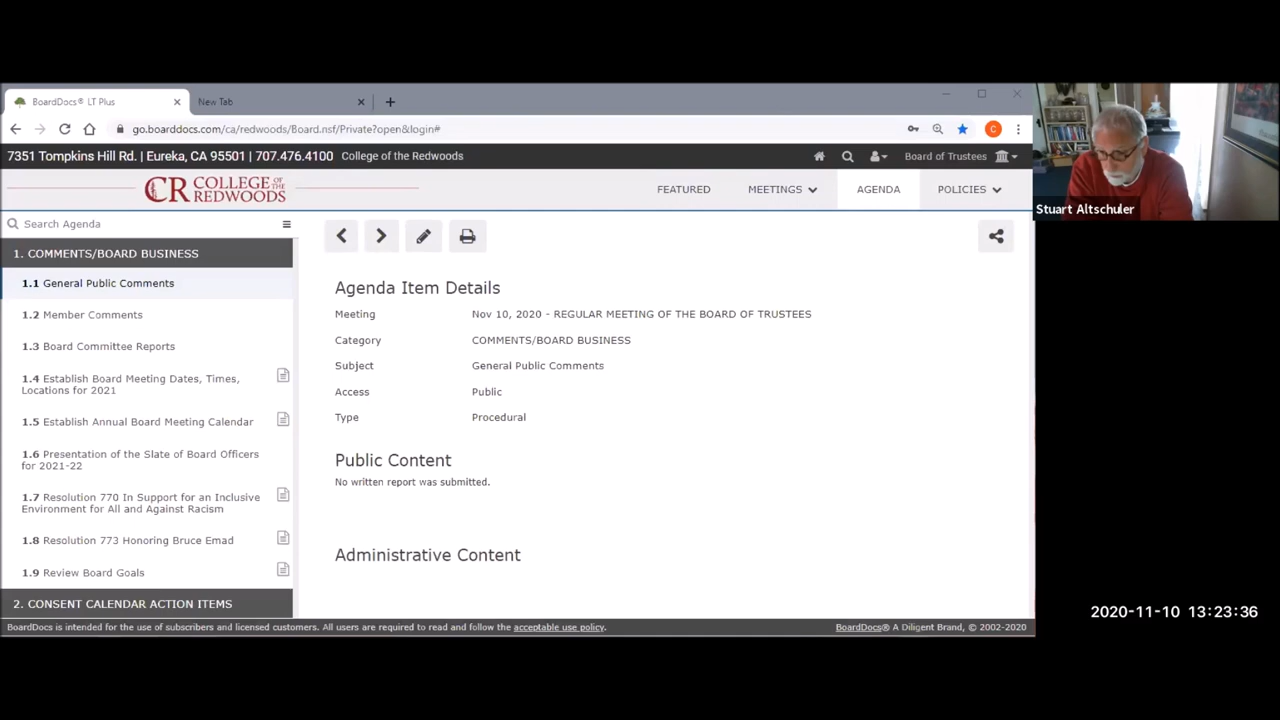 BoardDocs® LT Plus
New Tab
go.boarddocs.com/ca/redwoods/Board.nsf/Private?open&login#
C
7351 Tompkins Hill Rd. | Eureka, CA 95501 | 707.476.4100 College of the Redwoods
Board of Trustees
CR COLLEGE OF THE REDWOODS
FEATURED
MEETINGS
AGENDA
POLICIES
Stuart Altschuler
Search Agenda
1. COMMENTS/BOARD BUSINESS
1.1 General Public Comments
1.2 Member Comments
1.3 Board Committee Reports
1.4 Establish Board Meeting Dates, Times,
Locations for 2021
1.5 Establish Annual Board Meeting Calendar
1.6 Presentation of the Slate of Board Officers
for 2021-22
1.7 Resolution 770 In Support for an Inclusive
Environment for All and Against Racism
1.8 Resolution 773 Honoring Bruce Emad
1.9 Review Board Goals
2. CONSENT CALENDAR ACTION ITEMS
Agenda Item Details
Meeting Nov 10, 2020 - REGULAR MEETING OF THE BOARD OF TRUSTEES
Category COMMENTS/BOARD BUSINESS
Subject General Public Comments
Access Public
Type Procedural
Public Content
No written report was submitted.
Administrative Content
2020-11-10 13:23:36
BoardDocs is intended for the use of subscribers and licensed customers. All users are required to read and follow the acceptable use policy.
BoardDocs® A Diligent Brand, © 2002-2020